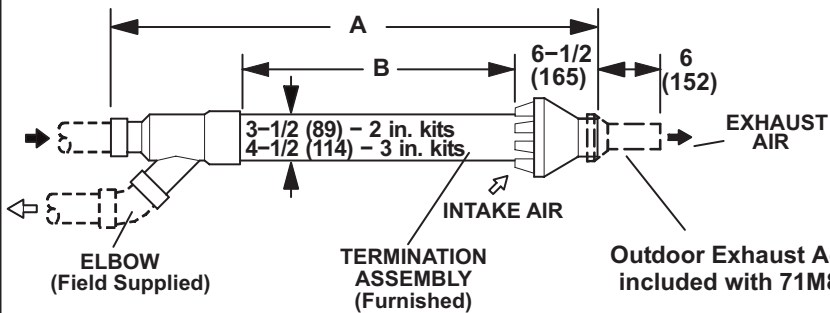 A
B
6−1/2
(165)
6
(152)
3−1/2 (89) − 2 in. kits
4−1/2 (114) − 3 in. kits
EXHAUST
AIR
INTAKE AIR
ELBOW
(Field Supplied)
TERMINATION
ASSEMBLY
(Furnished)
Outdoor Exhaust
included with